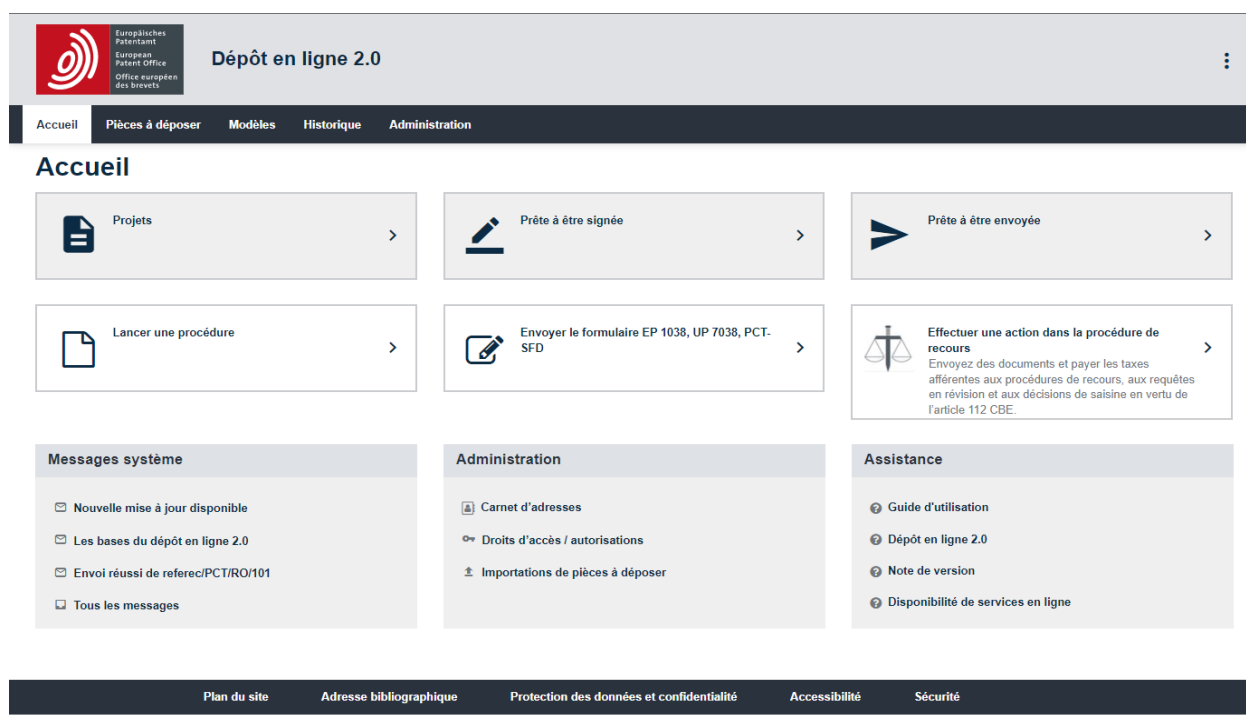 Europäisches
Patentamt
European
Patent Office
Office européen
des brevets
Dépôt en ligne 2.0
Accueil
Pièces à déposer
Modèles
Historique
Administration
Accueil
Projets
Prête à être signée
Prête à être envoyée
Lancer une procédure
Envoyer le formulaire EP 1038, UP 7038, PCT-
SFD
Effectuer une action dans la procédure de
recours
Envoyez des documents et payer les taxes
afférentes aux procédures de recours, aux requêtes
en révision et aux décisions de saisine en vertu de
l'article 112 CBE.
Messages système
Nouvelle mise à jour disponible
Les bases du dépôt en ligne 2.0
Envoi réussi de referec/PCT/RO/101
Tous les messages
Administration
Carnet d'adresses
Droits d'accès / autorisations
Importations de pièces à déposer
Assistance
Guide d'utilisation
Dépôt en ligne 2.0
Note de version
Disponibilité de services en ligne
Plan du site
Adresse bibliographique
Protection des données et confidentialité
Accessibilité
Sécurité